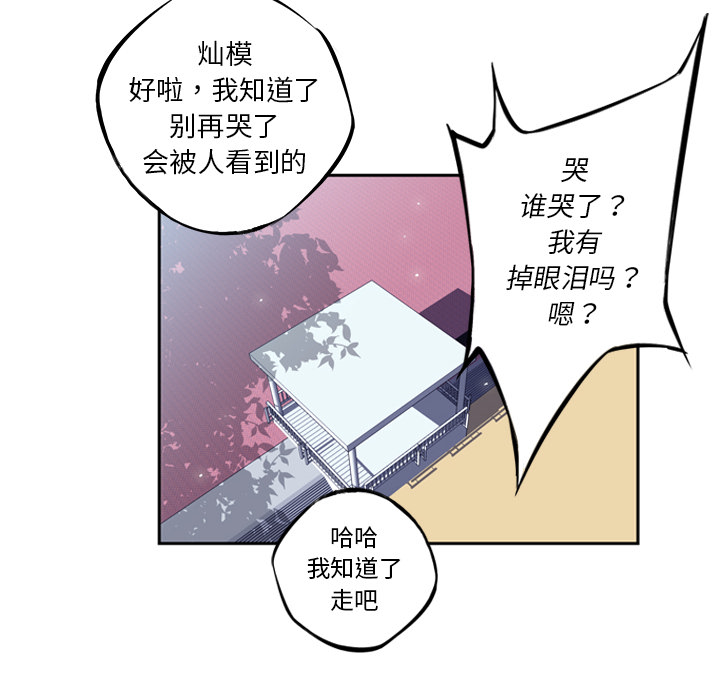 灿模
好啦，我知道了
别再哭了
会被人看到的
哭
谁哭了？
我有
掉眼泪吗？
嗯？
哈哈
我知道了
走吧